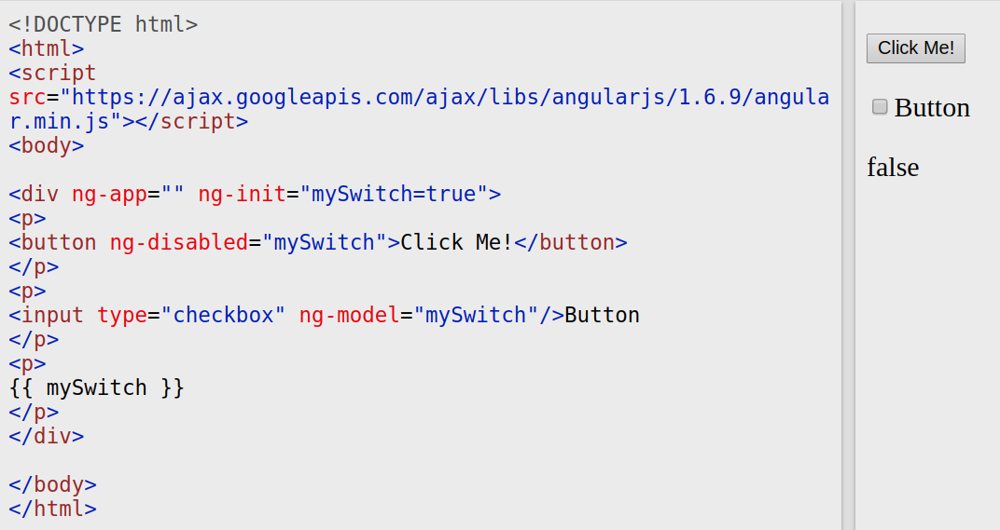 <!DOCTYPE html>
<html>
<script
src="https://ajax.googleapis.com/ajax/libs/angularjs/1.6.9/angula
r.min.js"></script>
<body>
<div ng-app="" ng-init="mySwitch=true">
<p>
<button ng-disabled="mySwitch">Click Me!</button>
</p>
<p>
<input type="checkbox" ng-model="mySwitch"/>Button
</p>
<p>
{{ mySwitch }}
</p>
</div>
</body>
</html>
Click Me!
Button
false